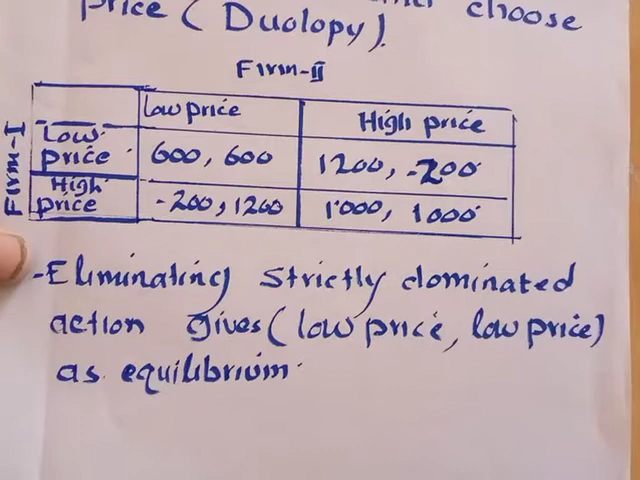 choose
price ( Duolopy ).
Firm-II
Low price
High price
Firm-I
Low price
600, 600
1200, -200
High price
-200, 1200
1000, 1000
- Eliminating strictly dominated
action gives (low price, low price)
as equilibrium.